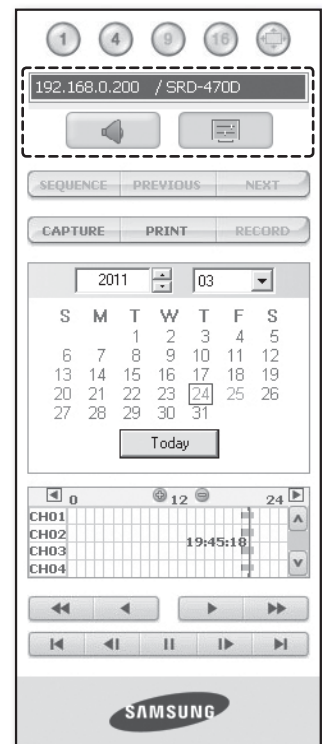 1 4 9 16
192.168.0.200 / SRD-470D
SEQUENCE PREVIOUS NEXT
CAPTURE PRINT RECORD
2011 03
S M T W T F S
1 2 3 4 5
6 7 8 9 10 11 12
13 14 15 16 17 18 19
20 21 22 23 24 25 26
27 28 29 30 31
Today
0 12 24
CH01
CH02
19:45:18
CH03
CH04
SAMSUNG